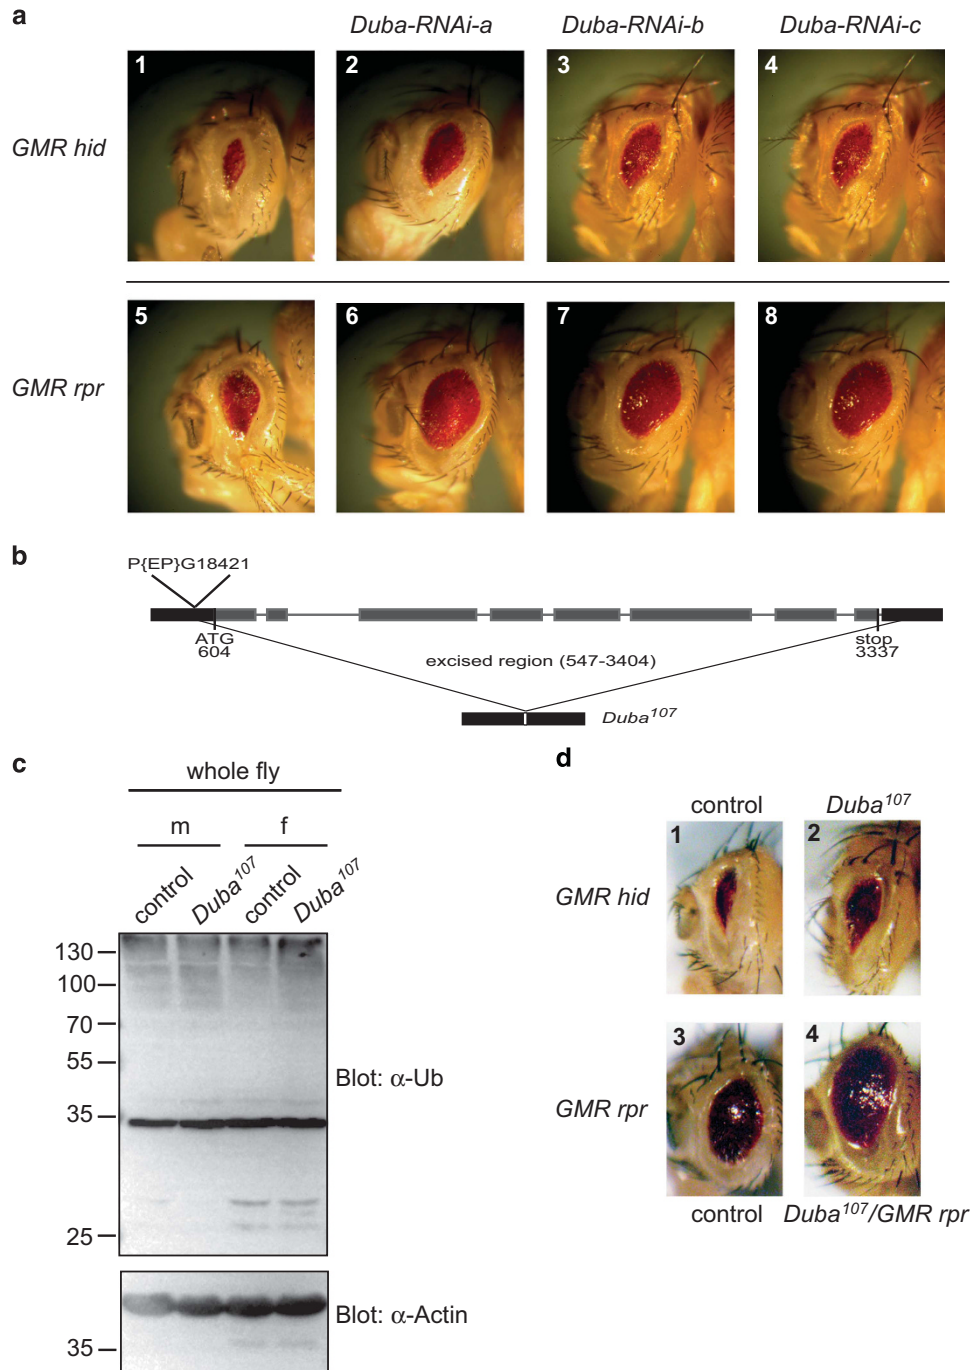 a
Duba-RNAi-a Duba-RNAi-b Duba-RNAi-c
GMR hid
1 2 3 4
GMR rpr
5 6 7 8
b
P{EP}G18421
ATG
604
stop
3337
excised region (547-3404)
Duba107
c
whole fly
m f
control Duba107 control Duba107
130
100
70
55
35
25
Blot: α-Ub
35
Blot: α-Actin
d
control Duba107
GMR hid
1 2
GMR rpr
3 4
control Duba107/GMR rpr